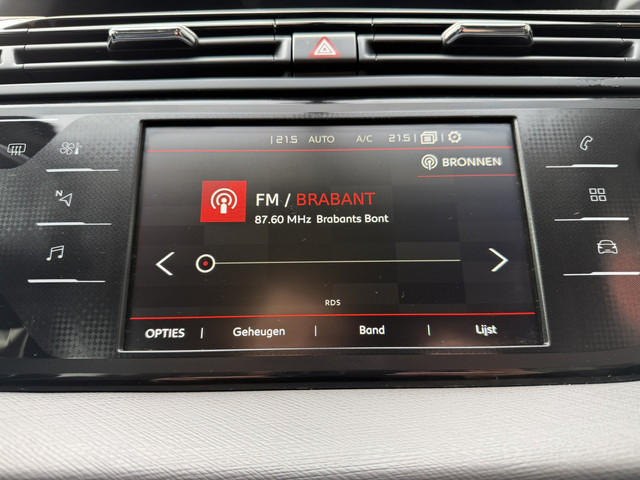 21.5 AUTO A/C 21.5
BRONNEN
FM / BRABANT
87.60 MHz Brabants Bont
RDS
OPTIES | Geheugen | Band | Lijst
N